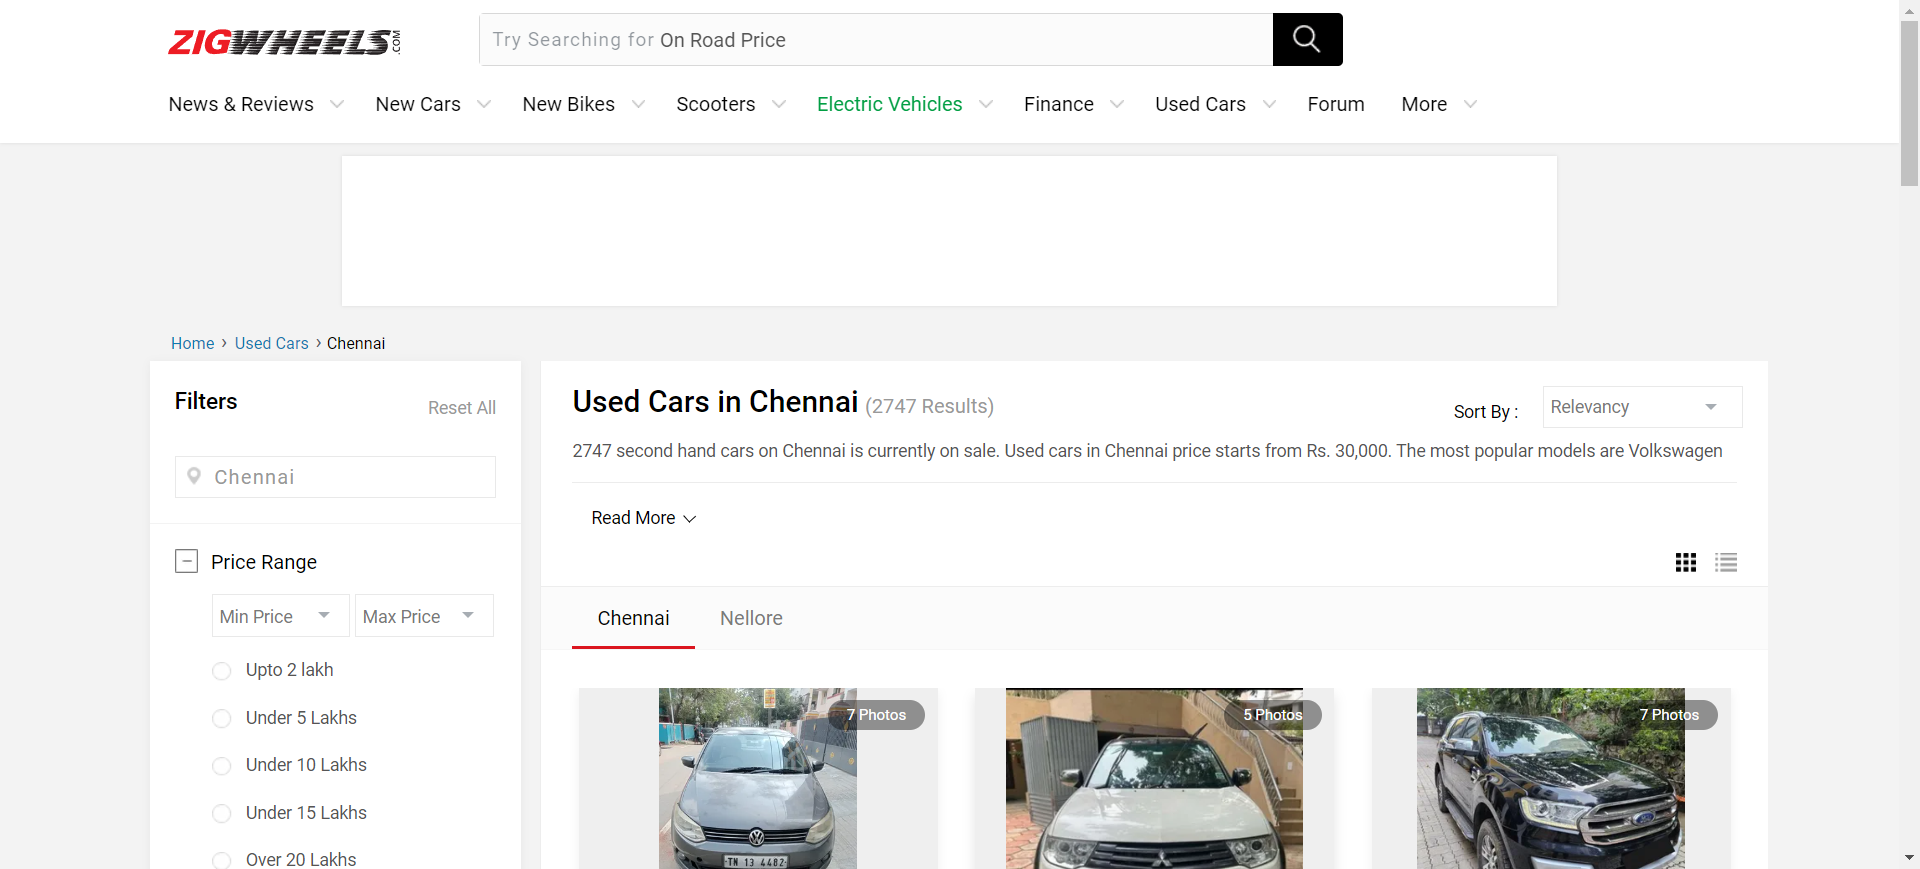 ZIGWHEELS.COM
Try Searching for On Road Price
News & Reviews New Cars New Bikes Scooters Electric Vehicles Finance Used Cars Forum More
Home › Used Cars › Chennai
Filters
Reset All
Chennai
Price Range
Min Price Max Price
Upto 2 lakh
Under 5 Lakhs
Under 10 Lakhs
Under 15 Lakhs
Over 20 Lakhs
Used Cars in Chennai (2747 Results)
Sort By : Relevancy
2747 second hand cars on Chennai is currently on sale. Used cars in Chennai price starts from Rs. 30,000. The most popular models are Volkswagen
Read More
Chennai Nellore
7 Photos
TN 13 4482
5 Photos
7 Photos
Ford